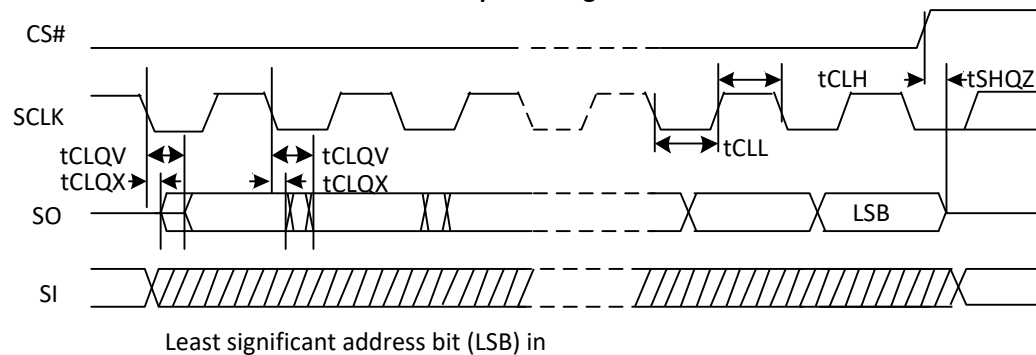 CS#
tCLH
tSHQZ
SCLK
tCLL
tCLQV
tCLQV
tCLQX
tCLQX
SO
LSB
SI
Least significant address bit (LSB) in